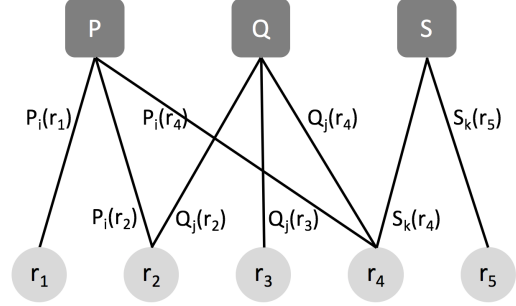 P Q S
Pᵢ(r₁) Pᵢ(r₄) Qⱼ(r₄) Sₖ(r₅)
Pᵢ(r₂) Qⱼ(r₂) Qⱼ(r₃) Sₖ(r₄)
r₁ r₂ r₃ r₄ r₅